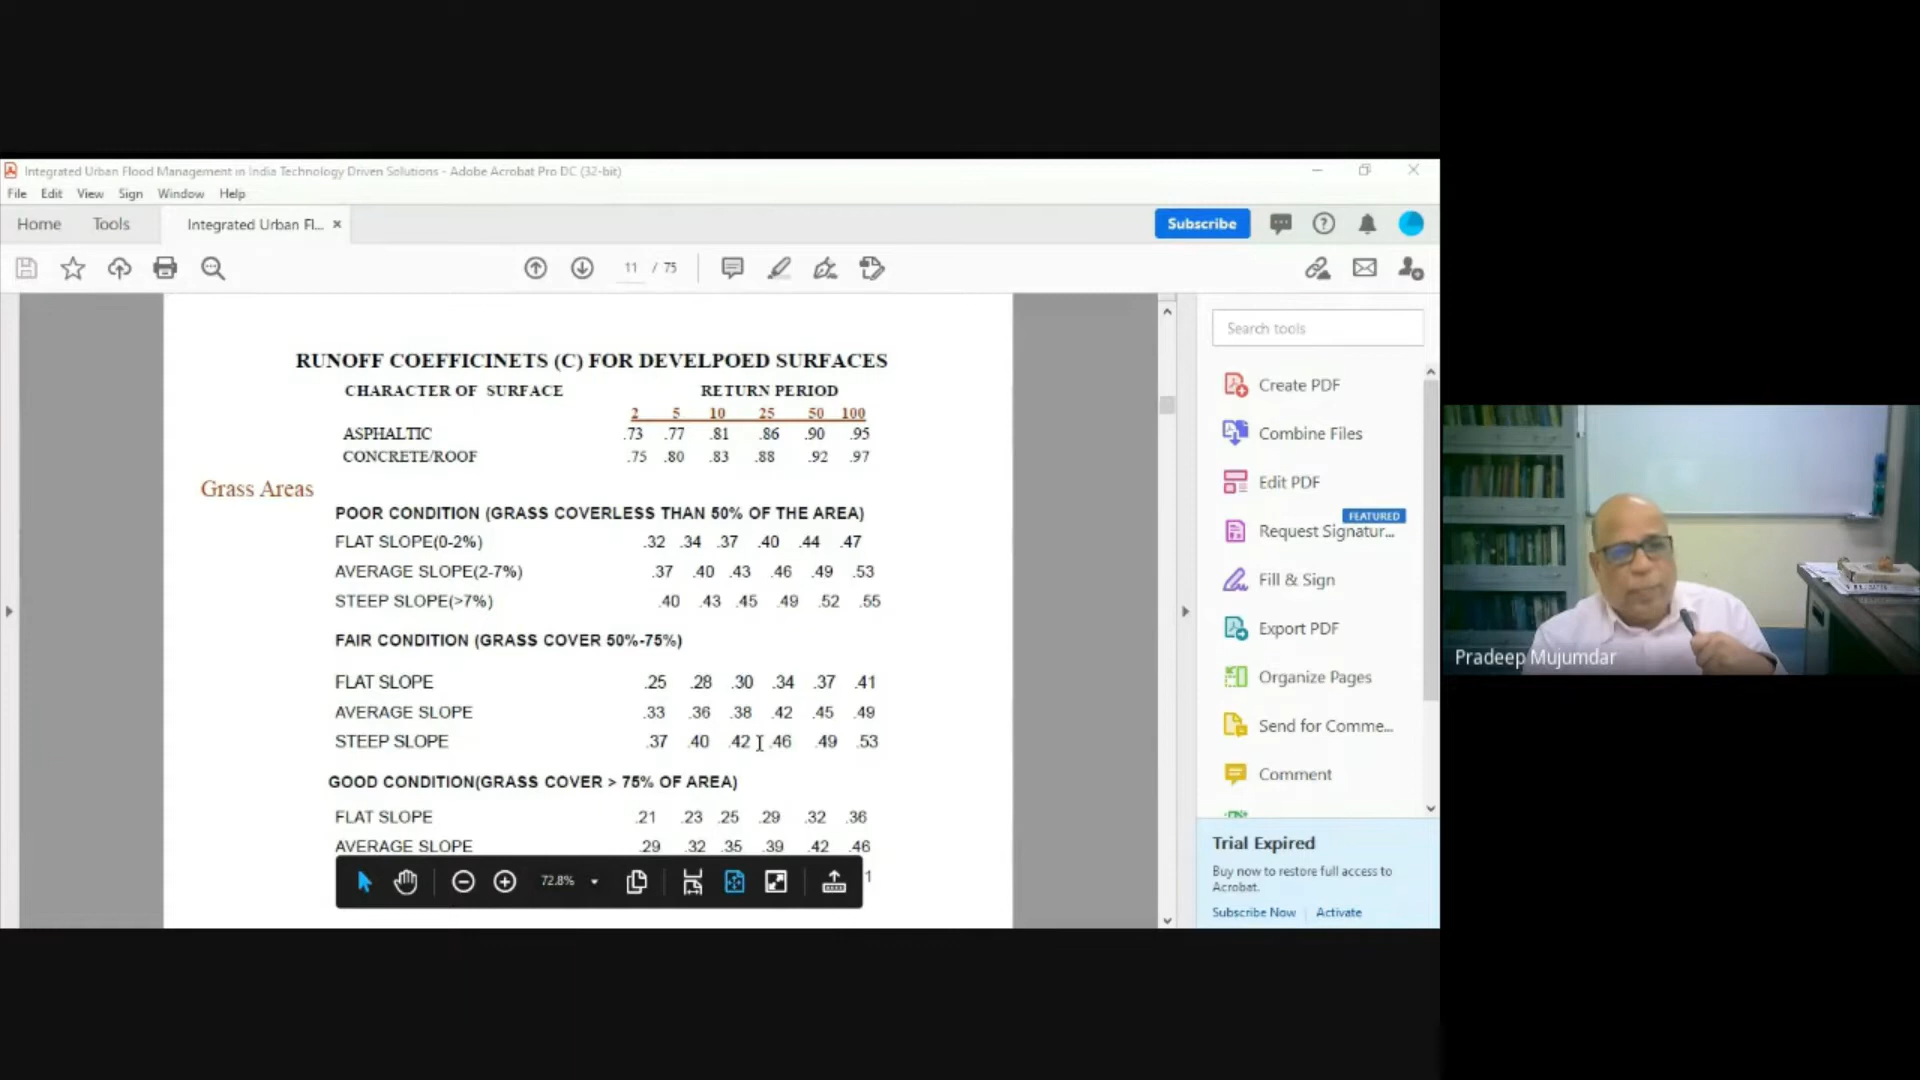 Integrated Urban Flood Management in India Technology Driven Solutions - Adobe Acrobat Pro DC (32-bit)
File Edit View Sign Window Help
Home Tools Integrated Urban Fl... × Subscribe
11 / 75
RUNOFF COEFFICINETS (C) FOR DEVELPOED SURFACES
CHARACTER OF SURFACE RETURN PERIOD
2 5 10 25 50 100
ASPHALTIC .73 .77 .81 .86 .90 .95
CONCRETE/ROOF .75 .80 .83 .88 .92 .97
Grass Areas
POOR CONDITION (GRASS COVERLESS THAN 50% OF THE AREA)
FLAT SLOPE(0-2%) .32 .34 .37 .40 .44 .47
AVERAGE SLOPE(2-7%) .37 .40 .43 .46 .49 .53
STEEP SLOPE(>7%) .40 .43 .45 .49 .52 .55
FAIR CONDITION (GRASS COVER 50%-75%)
FLAT SLOPE .25 .28 .30 .34 .37 .41
AVERAGE SLOPE .33 .36 .38 .42 .45 .49
STEEP SLOPE .37 .40 .42 .46 .49 .53
GOOD CONDITION(GRASS COVER > 75% OF AREA)
FLAT SLOPE .21 .23 .25 .29 .32 .36
AVERAGE SLOPE .29 .32 .35 .39 .42 .46
72.8%
Search tools
Create PDF
Combine Files
Edit PDF
FEATURED
Request Signatur...
Fill & Sign
Export PDF
Organize Pages
Send for Comme...
Comment
Trial Expired
Buy now to restore full access to
Acrobat.
Subscribe Now Activate
Pradeep Mujumdar